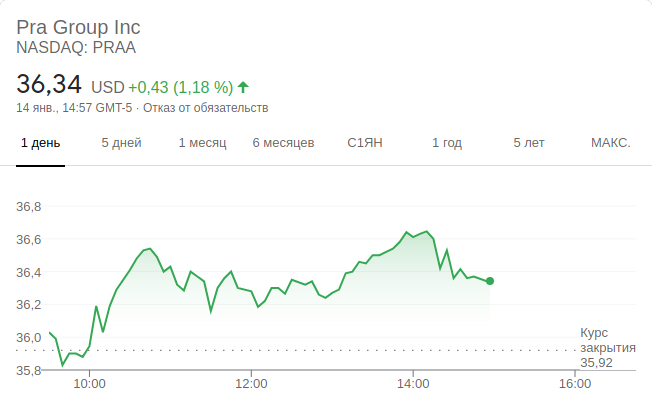 Pra Group Inc
NASDAQ: PRAA
36,34 USD +0,43 (1,18 %) ↑
14 янв., 14:57 GMT-5 · Отказ от обязательств
1 день 5 дней 1 месяц 6 месяцев С1ЯН 1 год 5 лет МАКС.
36,8
36,6
36,4
36,2
36,0
35,8
Курс
закрытия
35,92
10:00 12:00 14:00 16:00